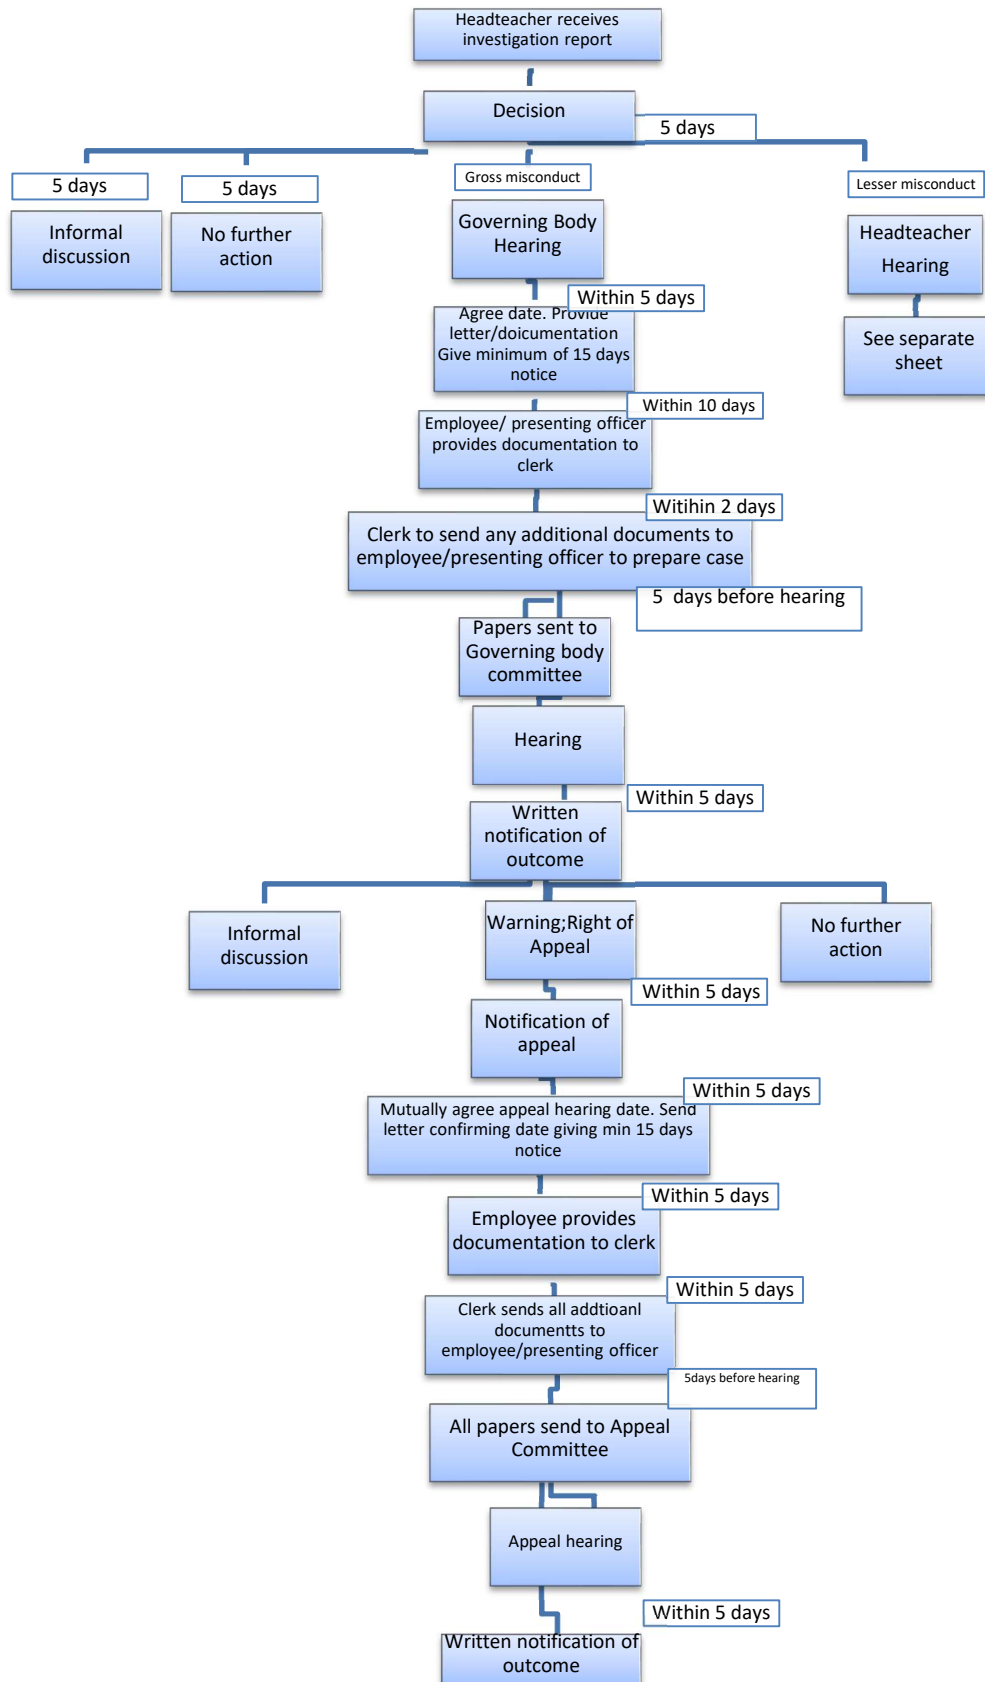 Headteacher receives
investigation report
Decision
5 days
5 days
5 days
Gross misconduct
Lesser misconduct
Informal
discussion
No further
action
Governing Body
Hearing
Headteacher
Hearing
Within 5 days
Agree date. Provide
letter/doicumentation
Give minimum of 15 days
notice
See separate
sheet
Within 10 days
Employee/ presenting officer
provides documentation to
clerk
Witihin 2 days
Clerk to send any additional documents to
employee/presenting officer to prepare case
5 days before hearing
Papers sent to
Governing body
committee
Hearing
Within 5 days
Written
notification of
outcome
Informal
discussion
Warning;Right of
Appeal
No further
action
Within 5 days
Notification of
appeal
Within 5 days
Mutually agree appeal hearing date. Send
letter confirming date giving min 15 days
notice
Within 5 days
Employee provides
documentation to clerk
Within 5 days
Clerk sends all addtioanl
documentts to
employee/presenting officer
5days before hearing
All papers send to Appeal
Committee
Appeal hearing
Within 5 days
Written notification of
outcome